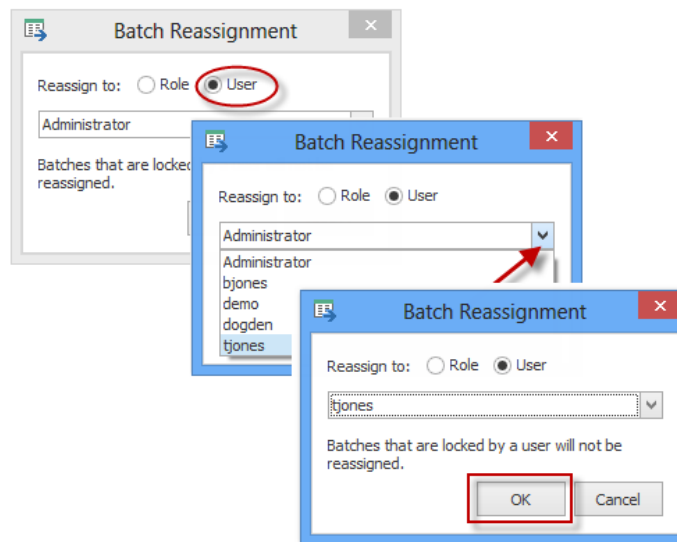 Batch Reassignment
Reassign to: Role User
Administrator
Batches that are locked
reassigned.
Batch Reassignment
Reassign to: Role User
Administrator
Administrator
bjones
demo
dogden
tjones
Batch Reassignment
Reassign to: Role User
tjones
Batches that are locked by a user will not be
reassigned.
OK Cancel